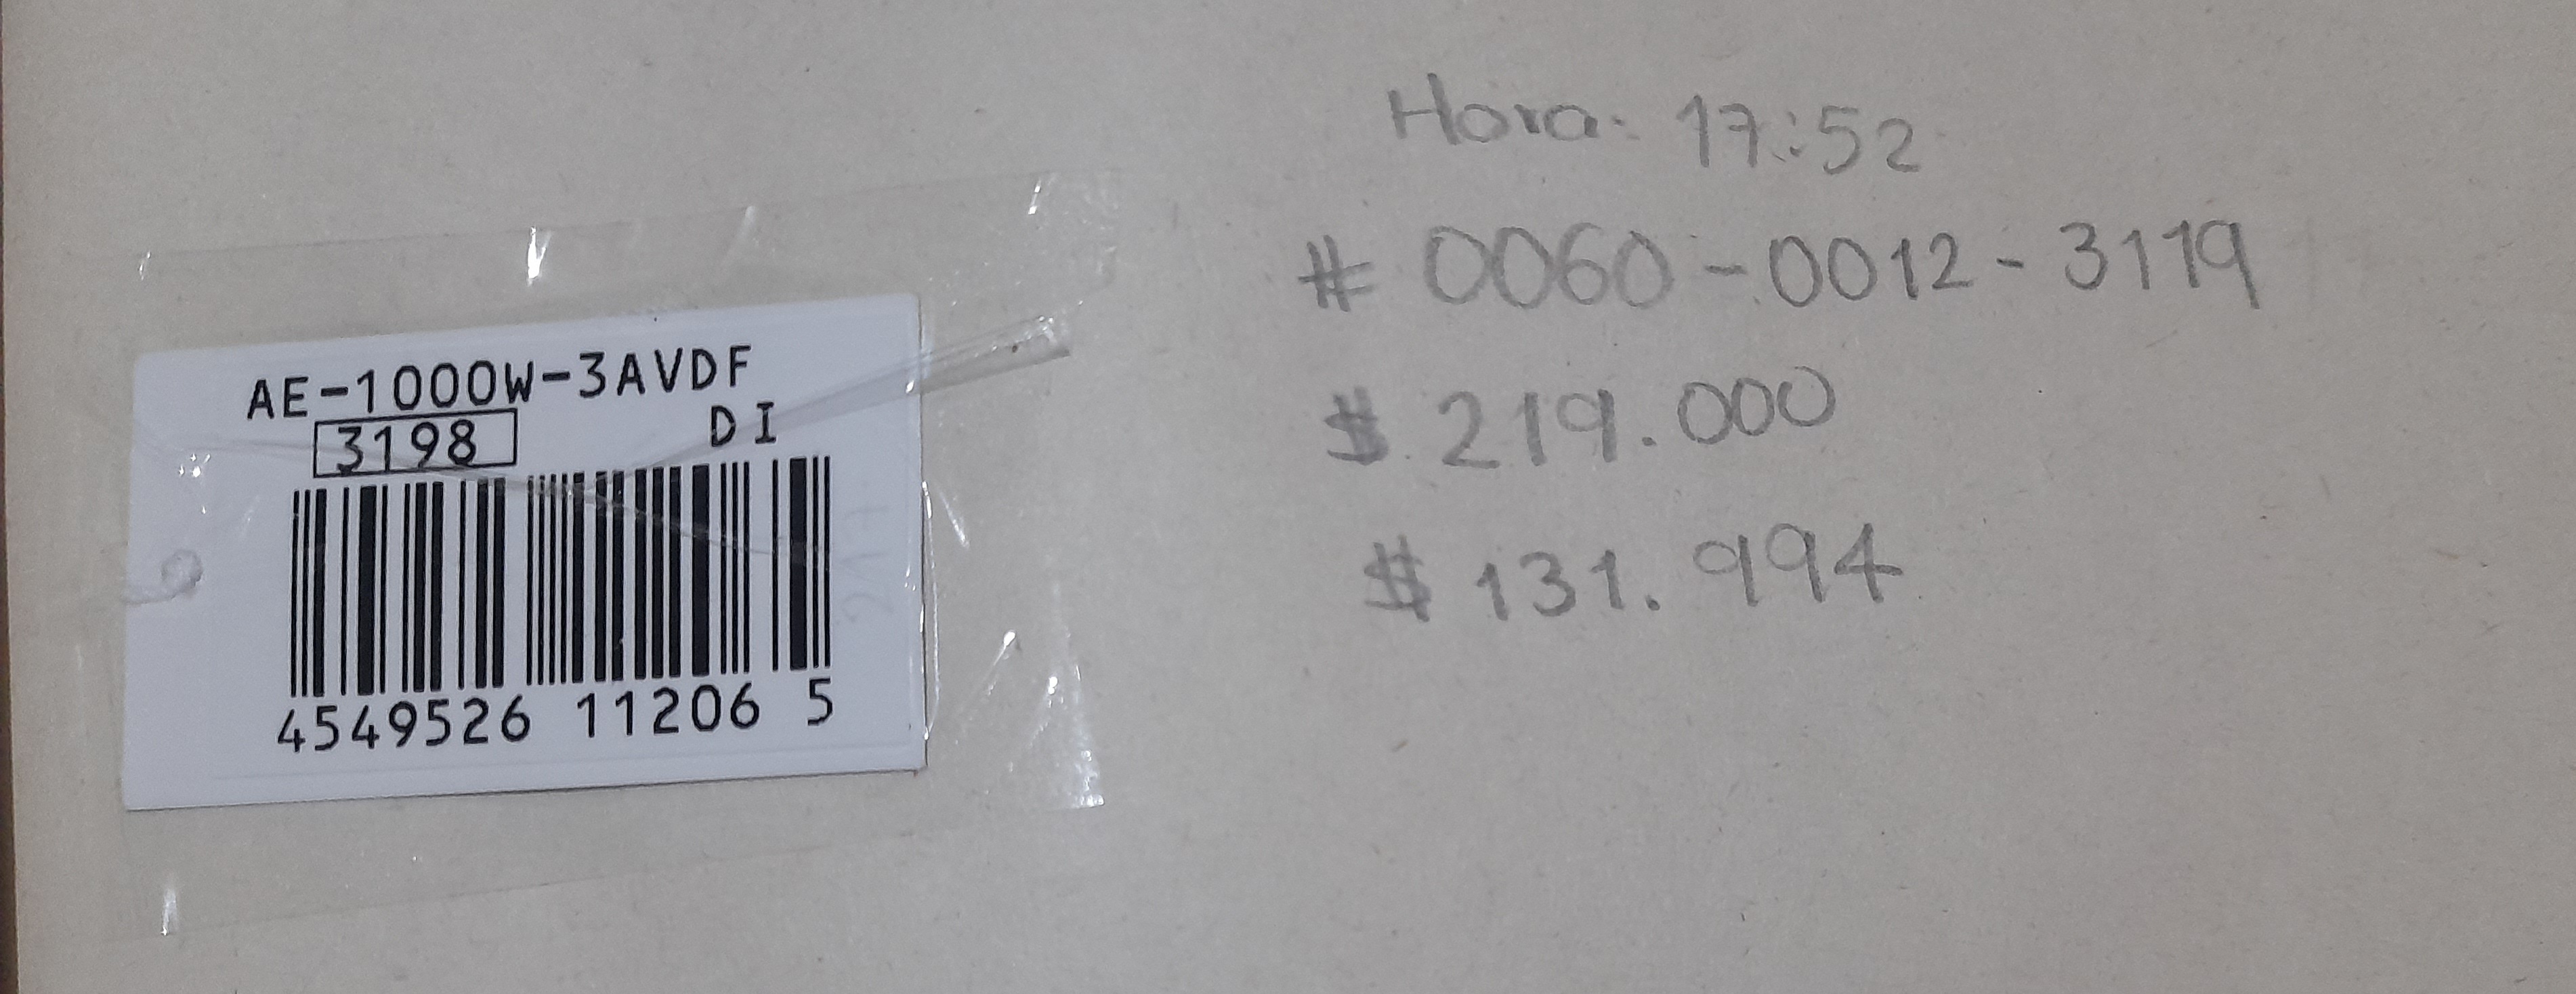 AE-1000W-3AVDF
3198 DI
4549526 11206 5
Hora: 17:52
# 0060-0012-3119
$ 219.000
$ 131.994